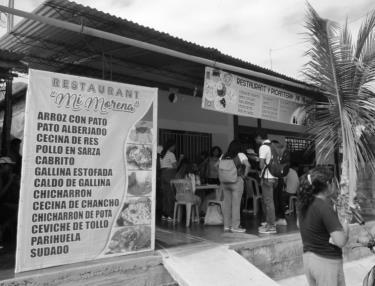 RESTAURANT
"Mi Morena"
ARROZ CON PATO
PATO ALBERJADO
CECINA DE RES
POLLO EN SARZA
CABRITO
GALLINA ESTOFADA
CALDO DE GALLINA
CHICHARRON
CECINA DE CHANCHO
CHICHARRON DE POTA
CEVICHE DE TOLLO
PARIHUELA
SUDADO
RESTAURANT Y PICANTERIA